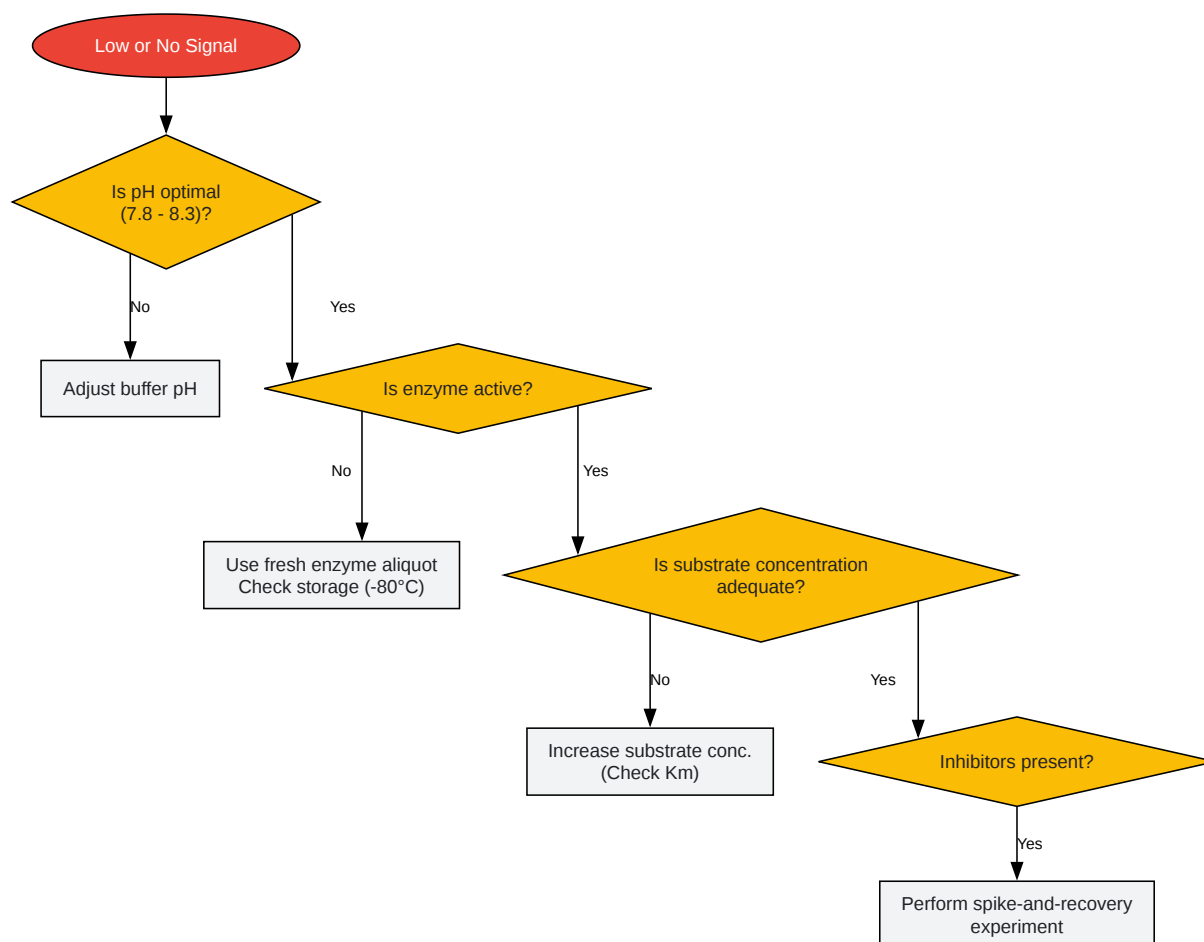 Low or No Signal
Is pH optimal
(7.8 - 8.3)?
No
Yes
Adjust buffer pH
Is enzyme active?
No
Yes
Use fresh enzyme aliquot
Check storage (-80°C)
Is substrate concentration
adequate?
No
Yes
Increase substrate conc.
(Check Km)
Inhibitors present?
Yes
Perform spike-and-recovery
experiment